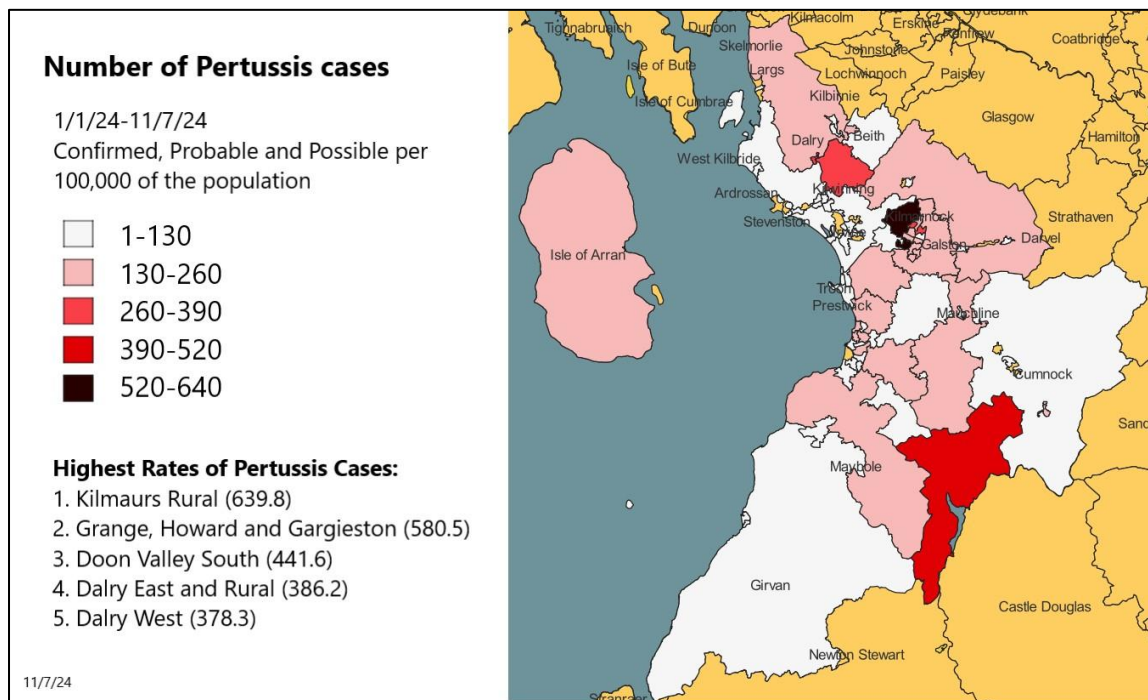 Number of Pertussis cases
1/1/24-11/7/24
Confirmed, Probable and Possible per
100,000 of the population
1-130
130-260
260-390
390-520
520-640
Highest Rates of Pertussis Cases:
1. Kilmaurs Rural (639.8)
2. Grange, Howard and Gargieston (580.5)
3. Doon Valley South (441.6)
4. Dalry East and Rural (386.2)
5. Dalry West (378.3)
11/7/24
Tighnabruaich
Dunoon
Kilmacolm
Erskine
Clydebank
Renfrew
Coatbridge
Skelmorlie
Johnstone
Isle of Bute
Largs
Lochwinnoch
Paisley
Isle of Cumbrae
Kilbirnie
Glasgow
Hamilton
Dalry
Beith
West Kilbride
Ardrossan
Kilwinning
Kilmarnock
Strathaven
Stevenston
Galston
Darvel
Isle of Arran
Troon
Prestwick
Mauchline
Cumnock
Sand
Maybole
Girvan
Castle Douglas
Newton Stewart
Stranraer